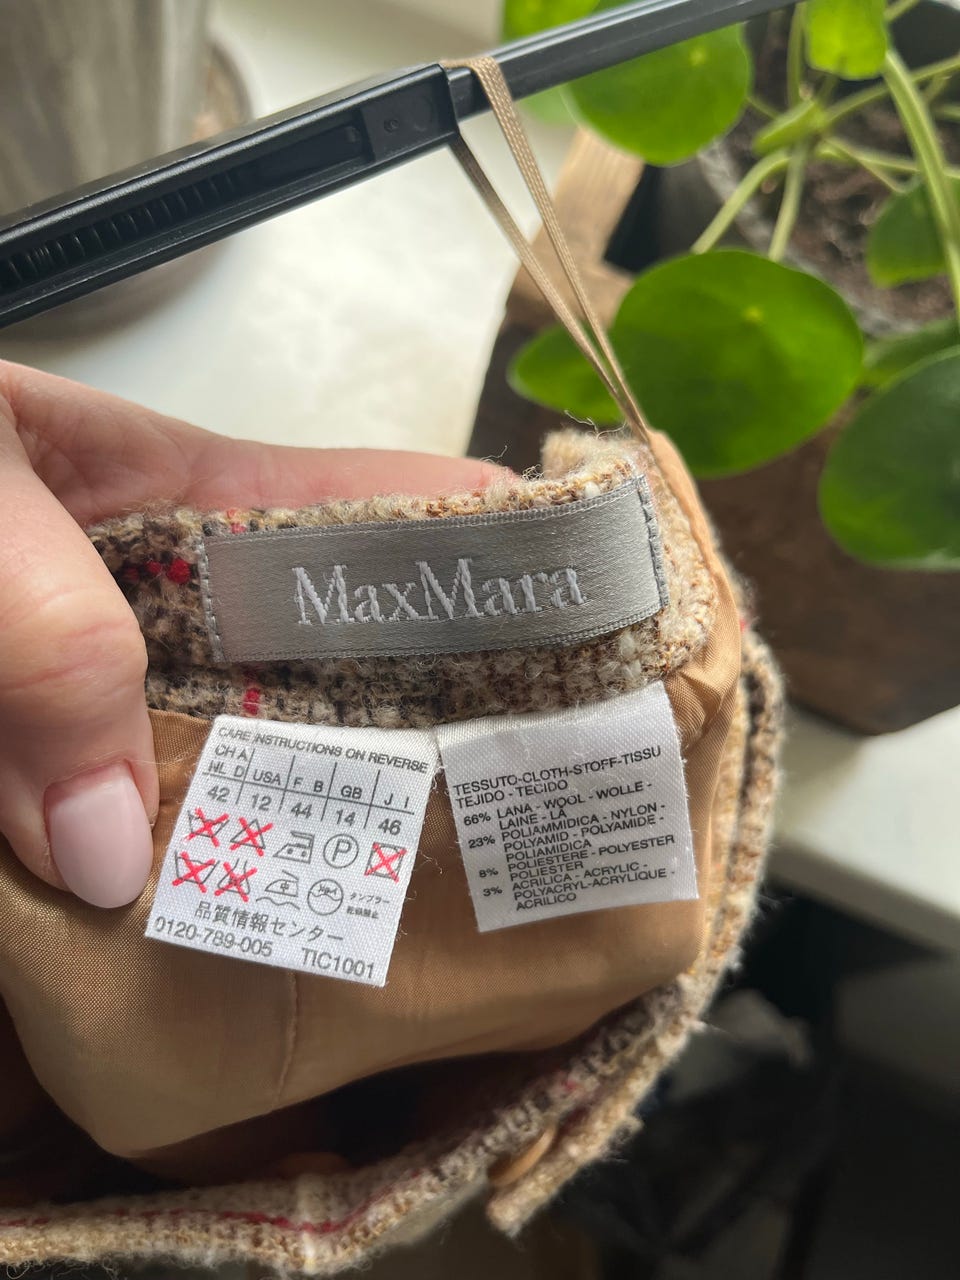 MaxMara
CARE INSTRUCTIONS ON REVERSE
CH A
NL D USA F B GB J I
42 12 44 14 46
P
タンブラー
乾燥禁止
品質情報センター
0120-789-005 TIC1001
TESSUTO-CLOTH-STOFF-TISSU
TEJIDO - TECIDO
66% LANA - WOOL - WOLLE -
LAINE - LÀ
23% POLIAMMIDICA - NYLON -
POLYAMID - POLYAMIDE -
POLIAMIDICA
8% POLIESTERE - POLYESTER
POLIESTER
3% ACRILICA - ACRYLIC -
POLYACRYL-ACRYLIQUE -
ACRILICO